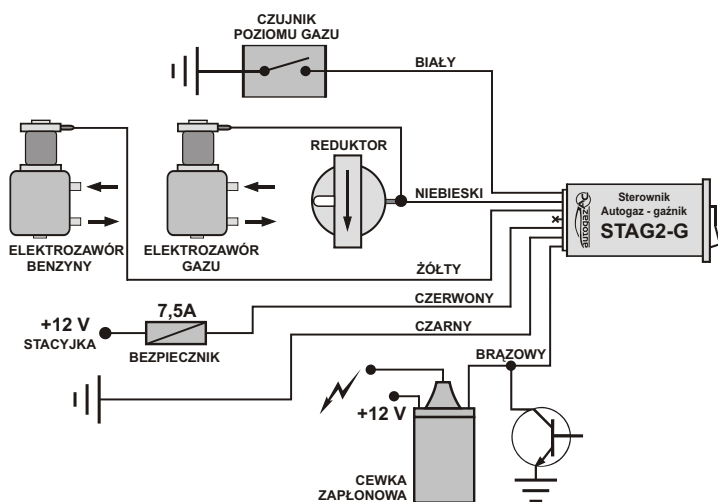 CZUJNIK
POZIOMU GAZU
BIAŁY
REDUKTOR
NIEBIESKI
Sterownik
Autogaz - gaźnik
STAG2-G
ELEKTROZAWÓR
BENZYNY
ELEKTROZAWÓR
GAZU
ŻÓŁTY
CZERWONY
7,5A
+12 V
STACYJKA
BEZPIECZNIK
CZARNY
BRĄZOWY
+12 V
CEWKA
ZAPŁONOWA